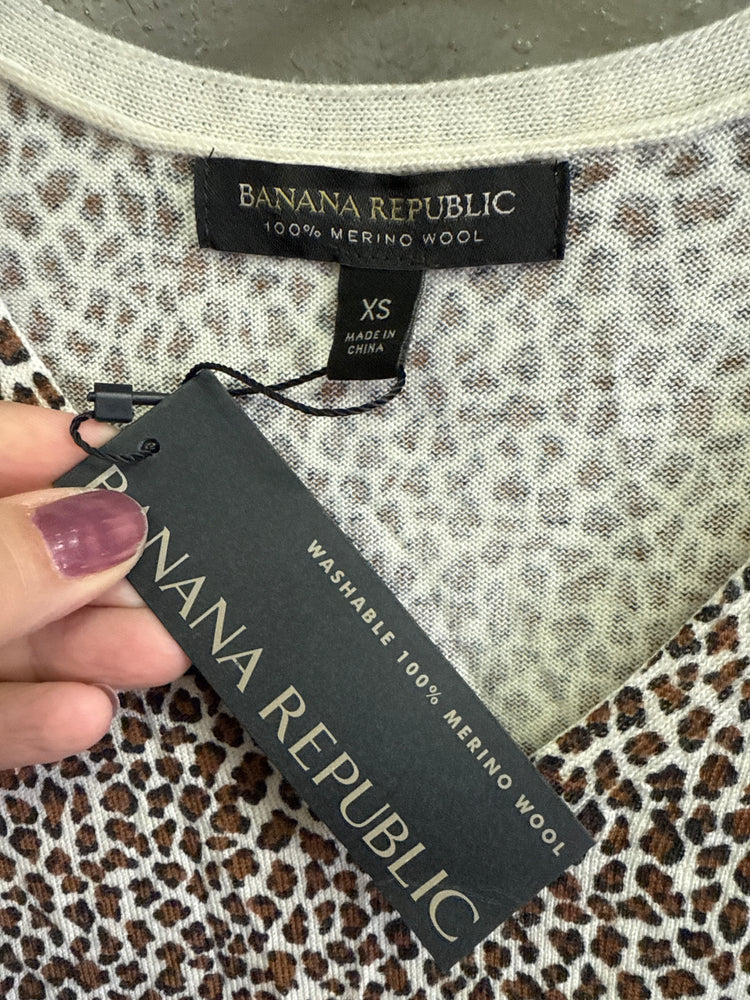 BANANA REPUBLIC
100% MERINO WOOL
XS
MADE IN
CHINA
WASHABLE 100% MERINO WOOL
BANANA REPUBLIC